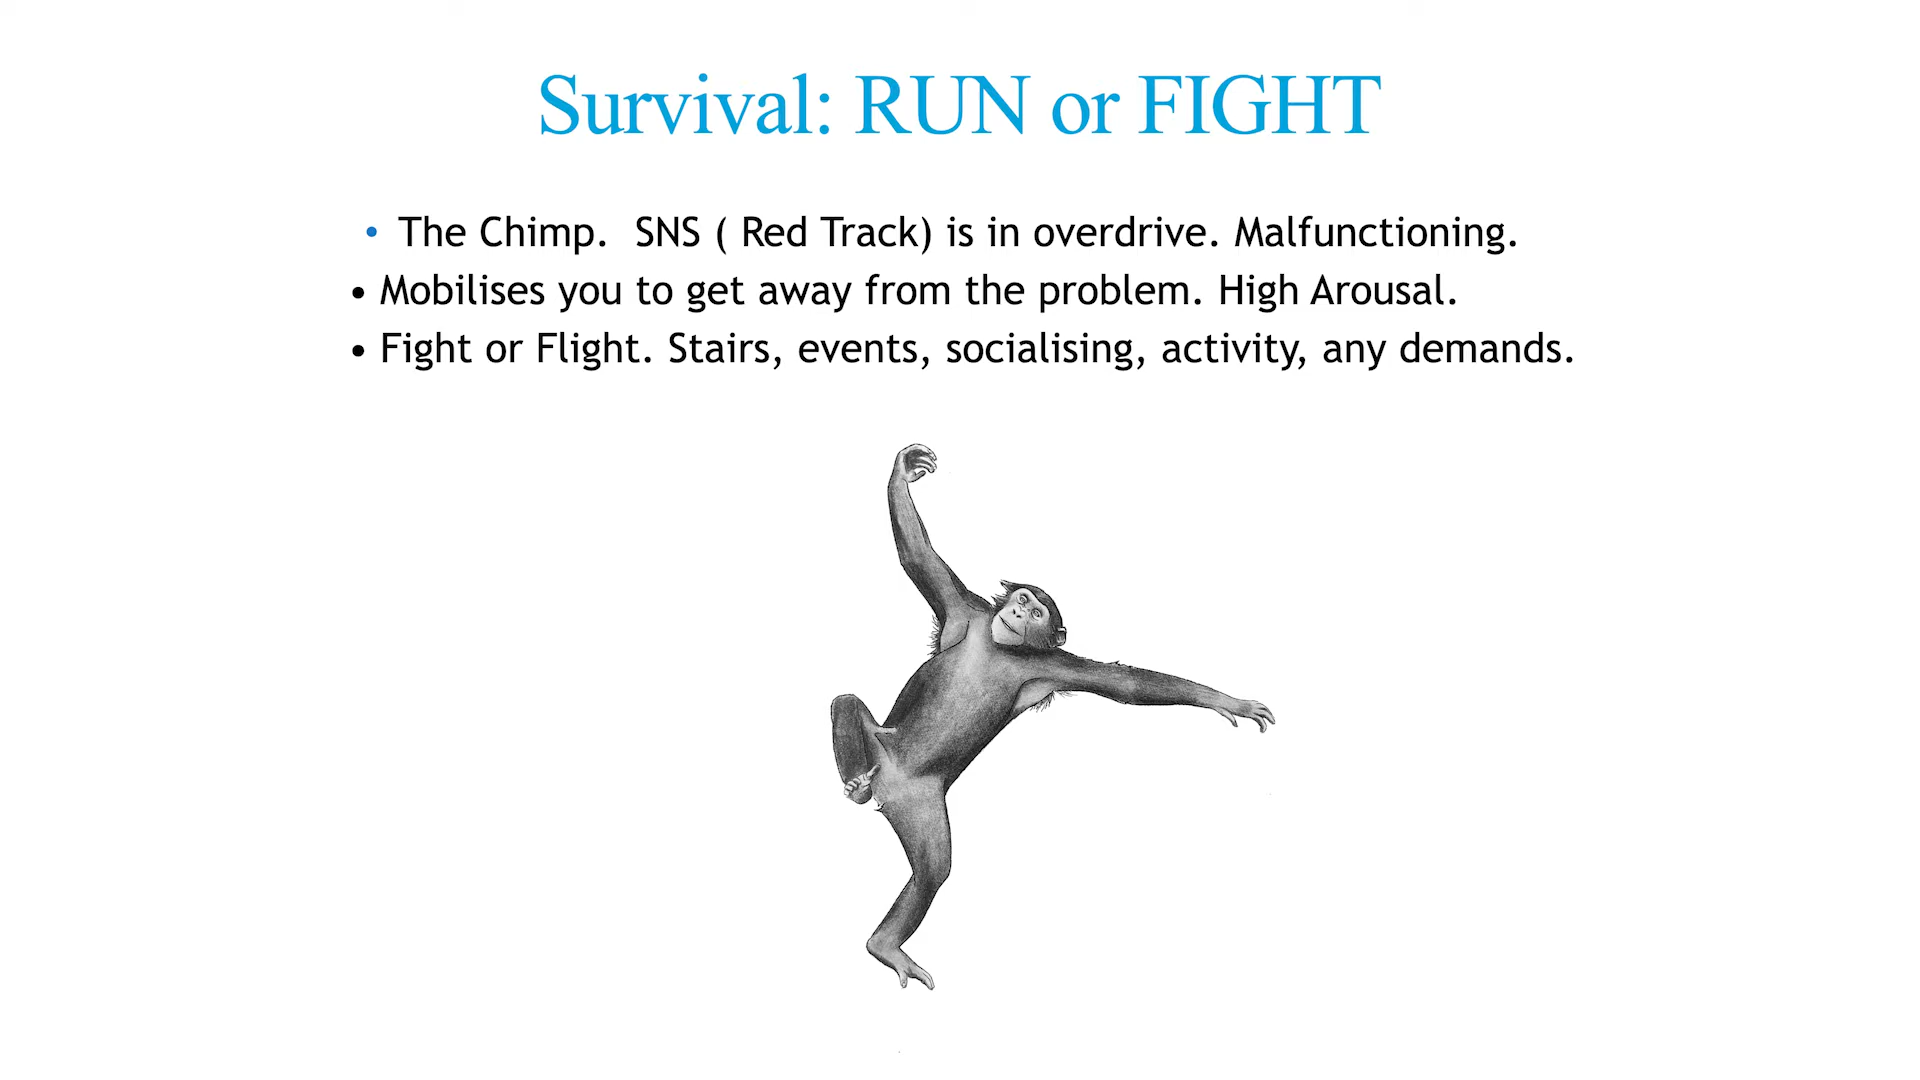 Survival: RUN or FIGHT
• The Chimp.  SNS ( Red Track) is in overdrive. Malfunctioning.
• Mobilises you to get away from the problem. High Arousal.
• Fight or Flight. Stairs, events, socialising, activity, any demands.